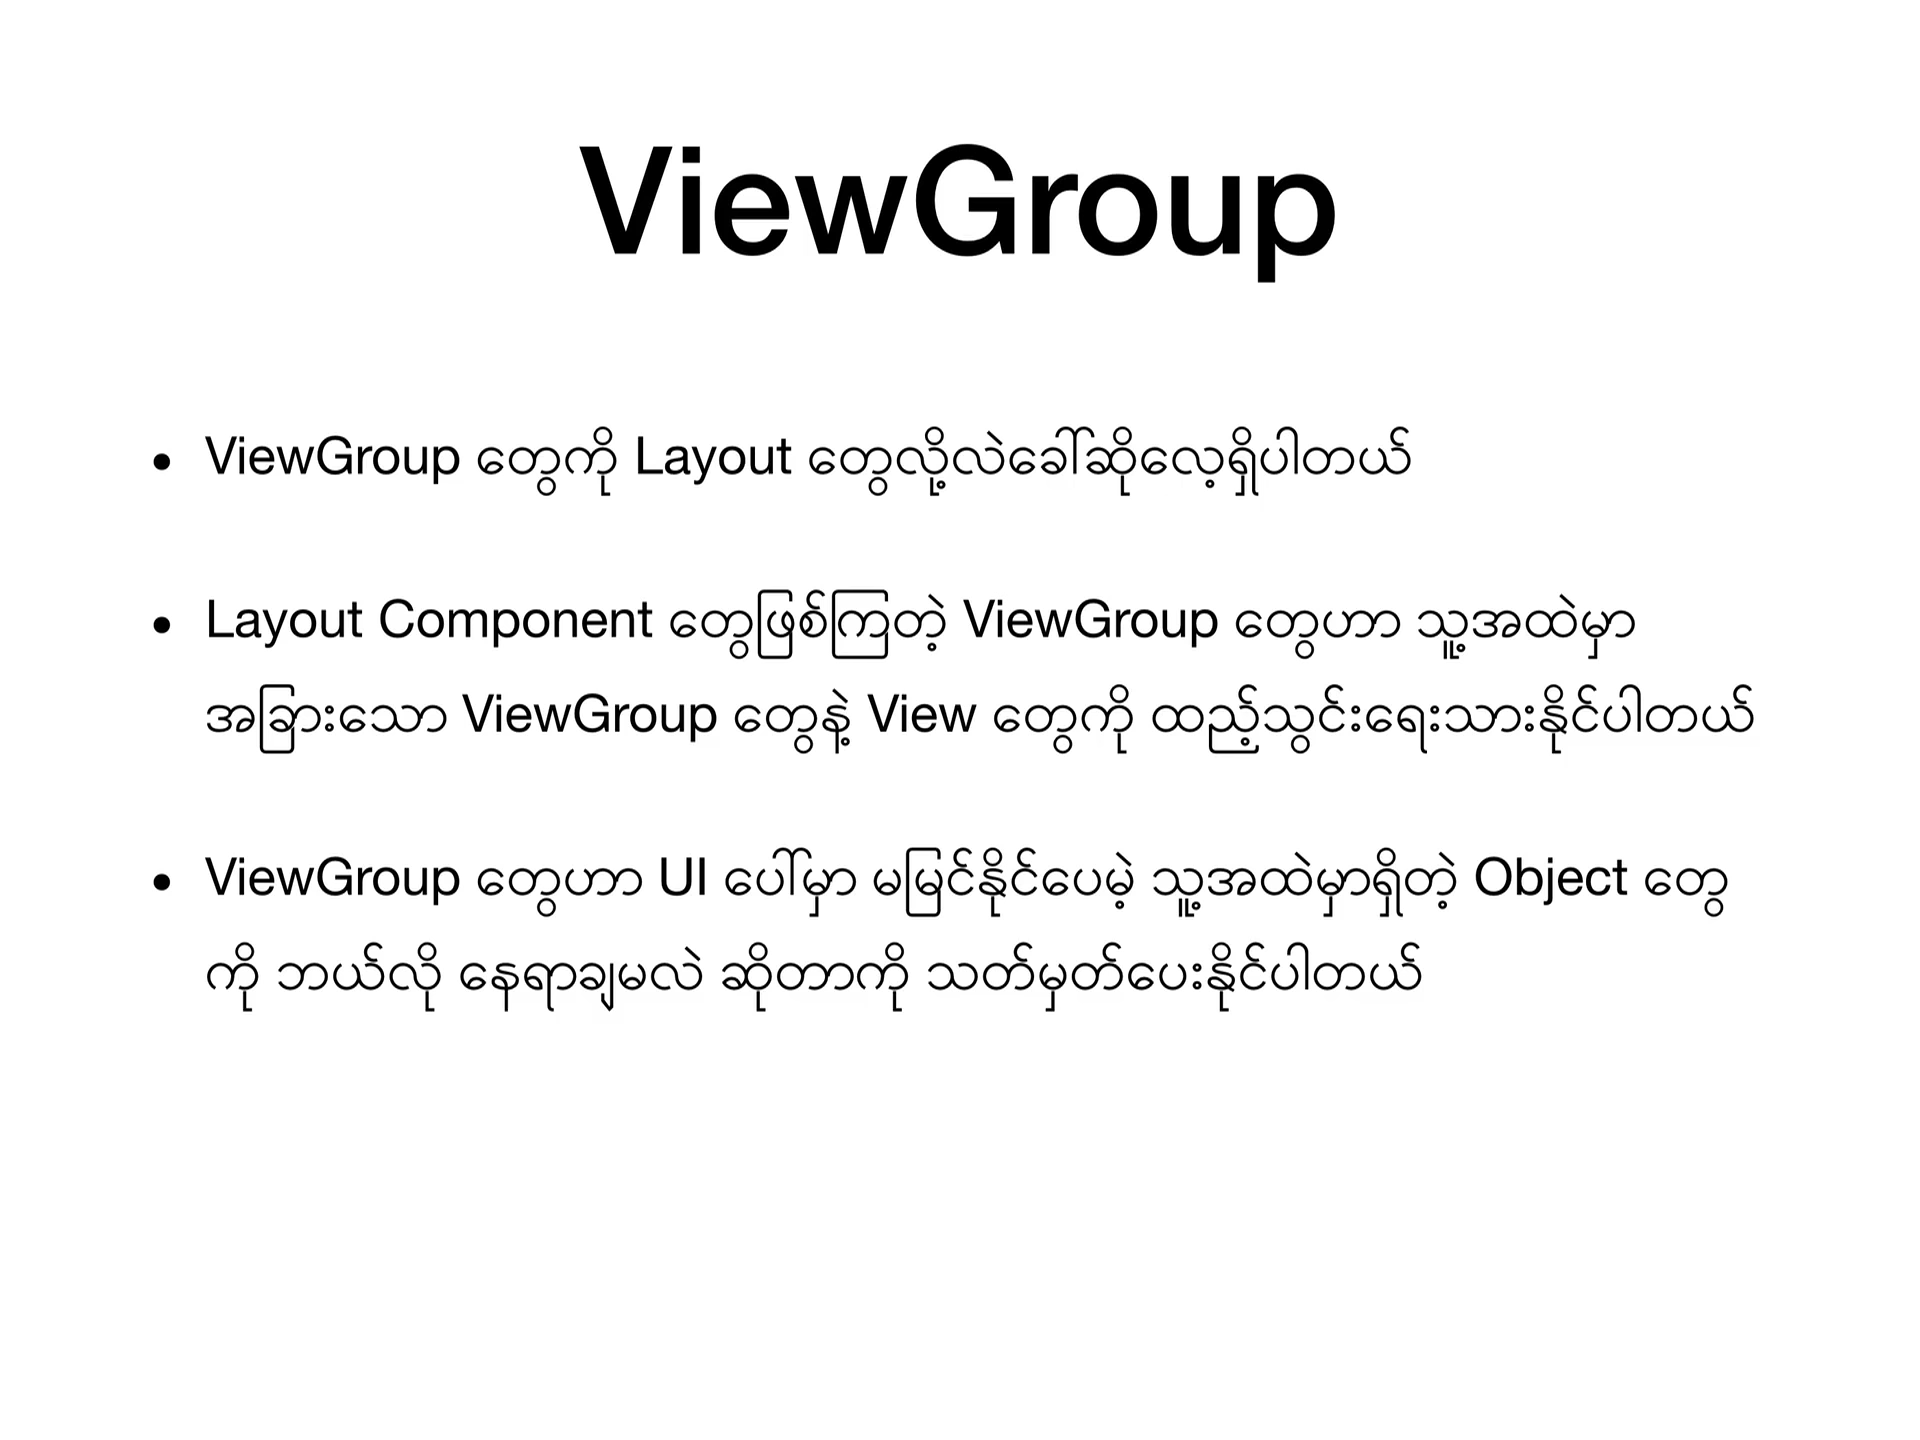 ViewGroup
• ViewGroup တွေကို Layout တွေလို့လဲခေါ်ဆိုလေ့ရှိပါတယ်
• Layout Component တွေဖြစ်ကြတဲ့ ViewGroup တွေဟာ သူ့အထဲမှာ
အခြားသော ViewGroup တွေနဲ့ View တွေကို ထည့်သွင်းရေးသားနိုင်ပါတယ်
• ViewGroup တွေဟာ UI ပေါ်မှာ မမြင်နိုင်ပေမဲ့ သူ့အထဲမှာရှိတဲ့ Object တွေ
ကို ဘယ်လို နေရာချမလဲ ဆိုတာကို သတ်မှတ်ပေးနိုင်ပါတယ်